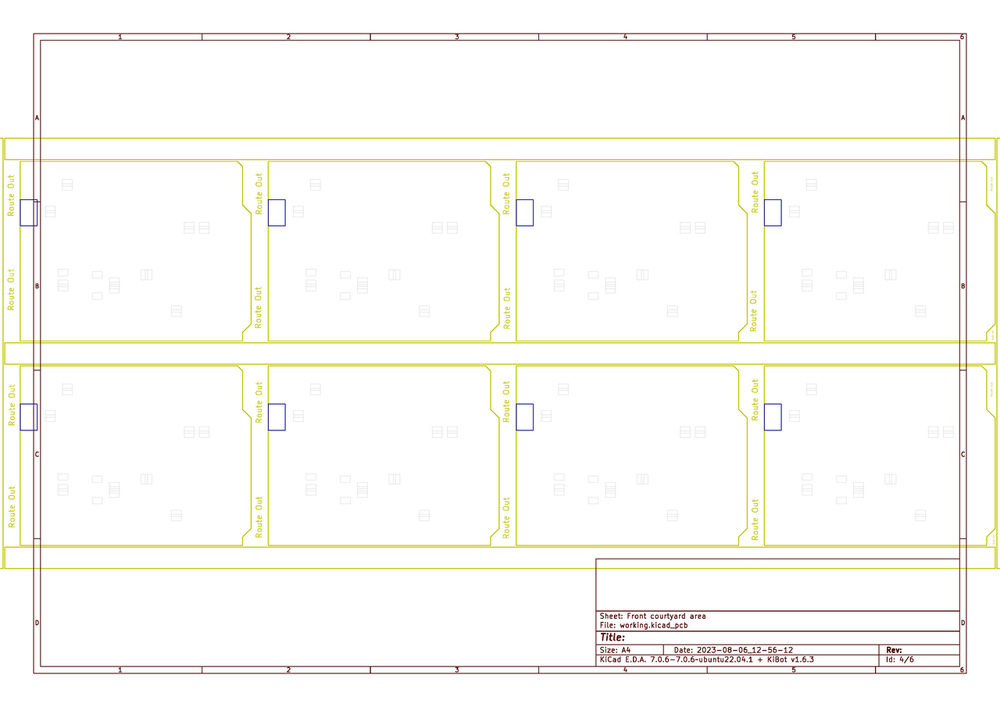 1 2 3 4 5 6
A A
Route Out Route Out Route Out Route Out
B B
Route Out Route Out Route Out Route Out
Route Out Route Out Route Out Route Out
C C
Route Out Route Out Route Out Route Out
Sheet: Front courtyard area
D D
File: working.kicad_pcb
Title:
Size: A4 Date: 2023-08-06_12-56-12 Rev:
KiCad E.D.A. 7.0.6-7.0.6~ubuntu22.04.1 + KiBot v1.6.3 Id: 4/6
1 2 3 4 5 6